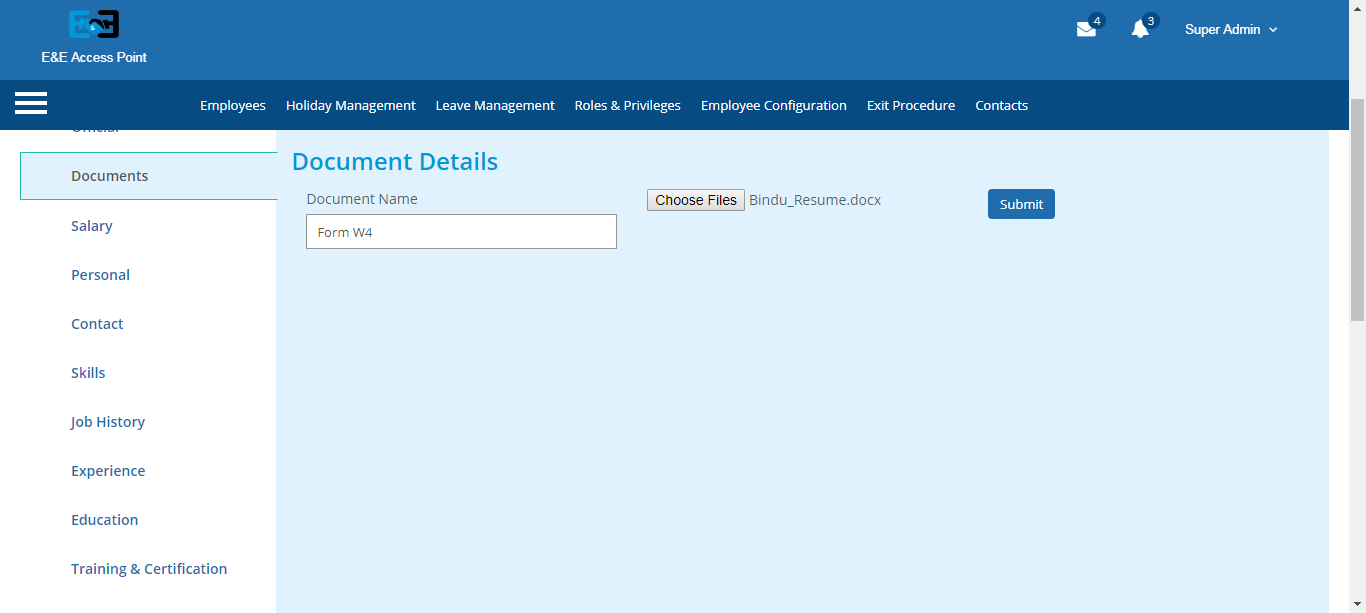 E&E
4
3
Super Admin
E&E Access Point
Employees Holiday Management Leave Management Roles & Privileges Employee Configuration Exit Procedure Contacts
Official
Documents
Salary
Personal
Contact
Skills
Job History
Experience
Education
Training & Certification
Document Details
Document Name
Form W4
Choose Files Bindu_Resume.docx
Submit